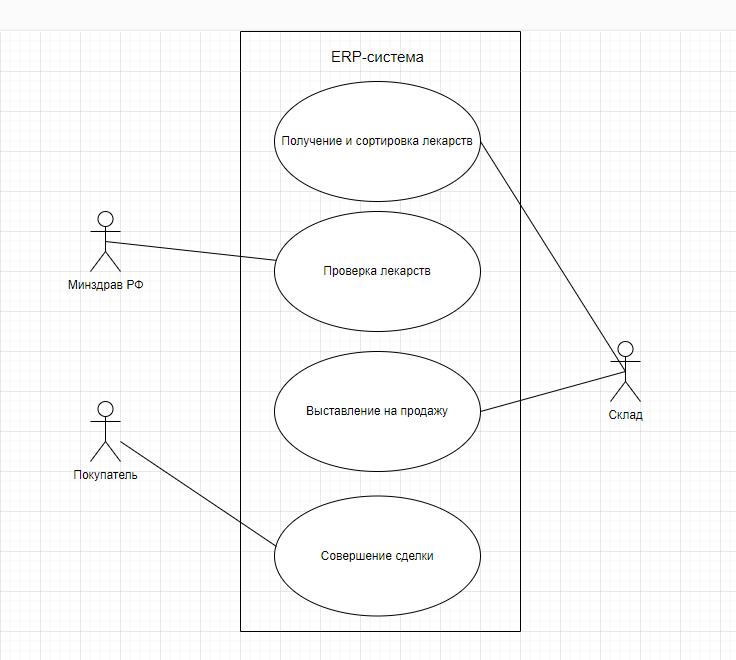 ERP-система
Получение и сортировка лекарств
Проверка лекарств
Минздрав РФ
Выставление на продажу
Склад
Покупатель
Совершение сделки